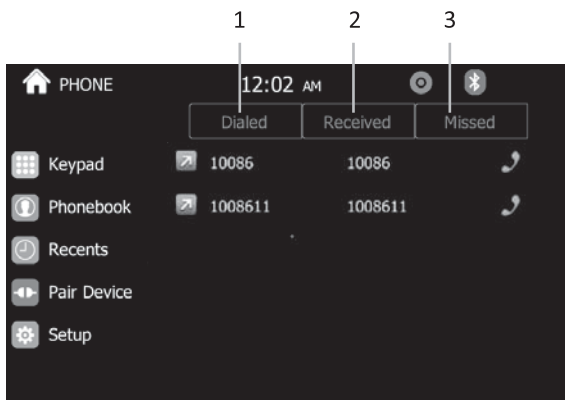 1 2 3
PHONE 12:02 AM
Dialed Received Missed
Keypad 10086 10086
Phonebook 1008611 1008611
Recents
Pair Device
Setup